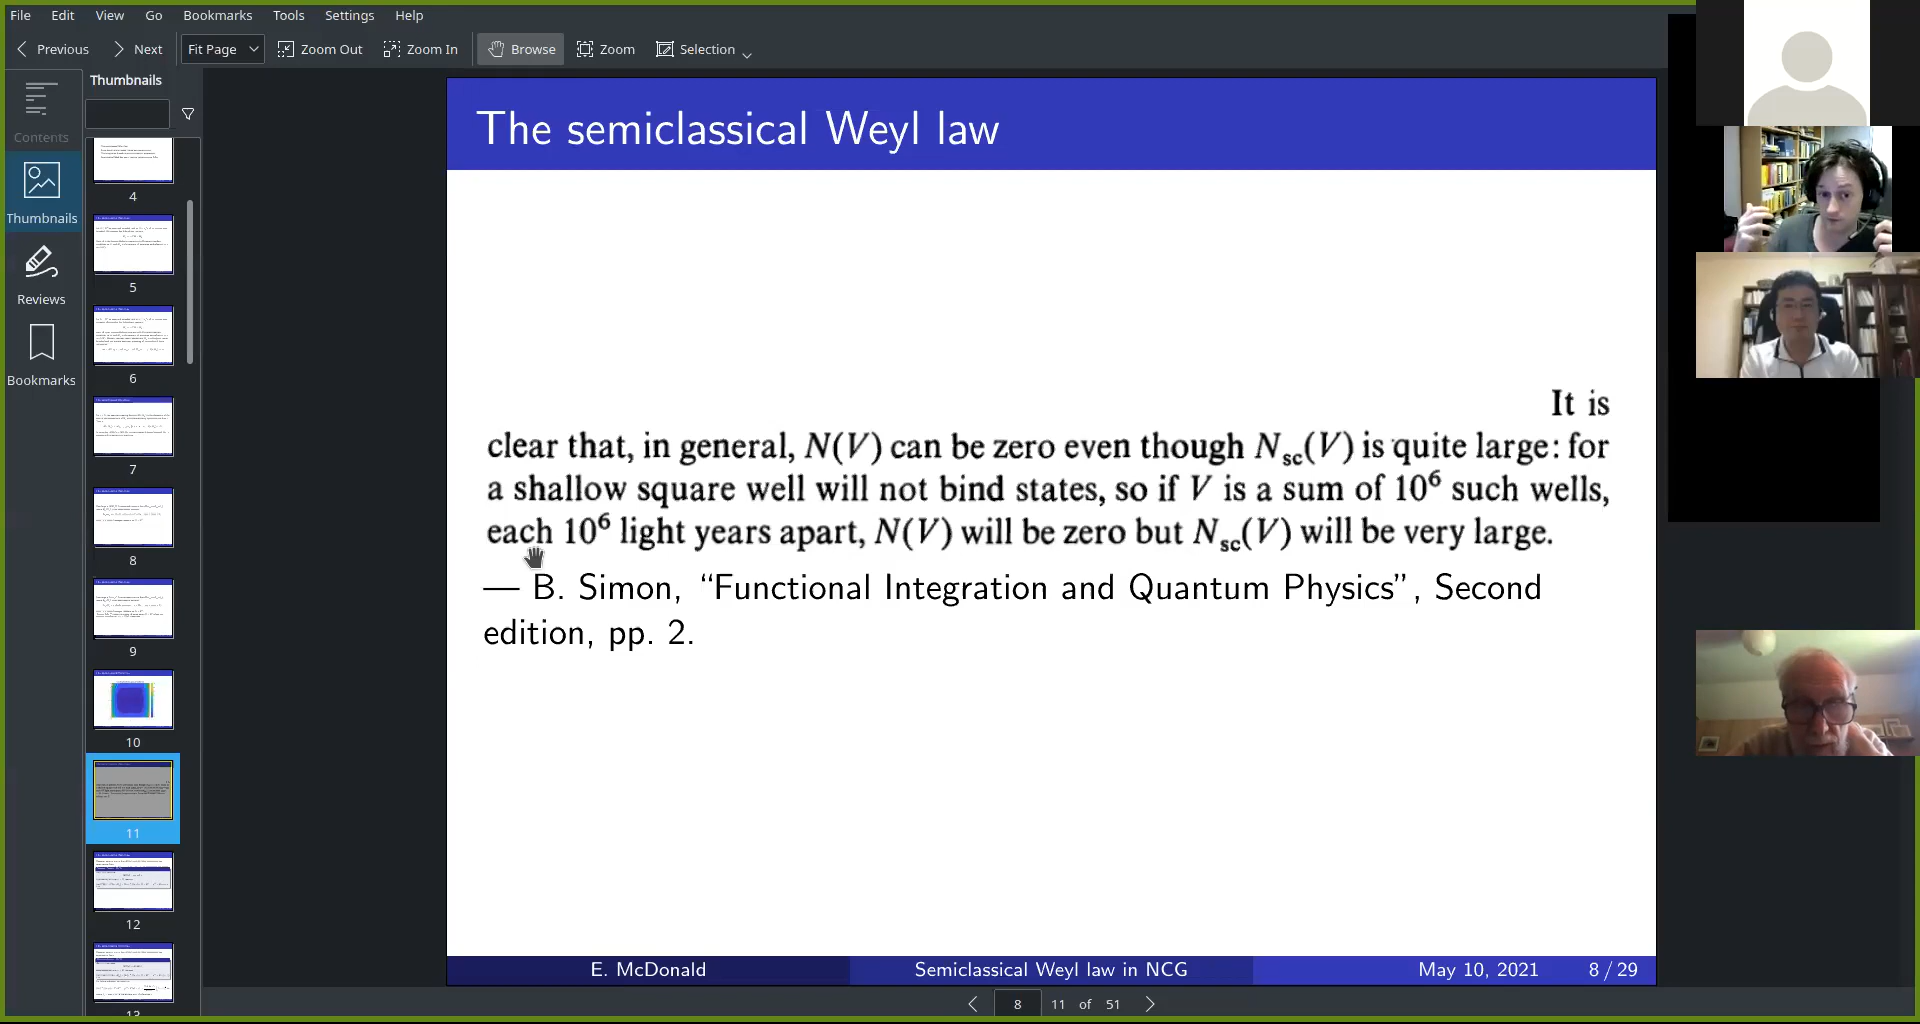 File Edit View Go Bookmarks Tools Settings Help
Previous Next Fit Page Zoom Out Zoom In Browse Zoom Selection
Contents
Thumbnails
Reviews
Bookmarks
Thumbnails
4
5
6
7
8
9
10
11
12
13
The semiclassical Weyl law
It is
clear that, in general, N(V) can be zero even though N_sc(V) is quite large: for
a shallow square well will not bind states, so if V is a sum of 10⁶ such wells,
each 10⁶ light years apart, N(V) will be zero but N_sc(V) will be very large.
— B. Simon, “Functional Integration and Quantum Physics”, Second
edition, pp. 2.
E. McDonald Semiclassical Weyl law in NCG May 10, 2021 8 / 29
8 11 of 51